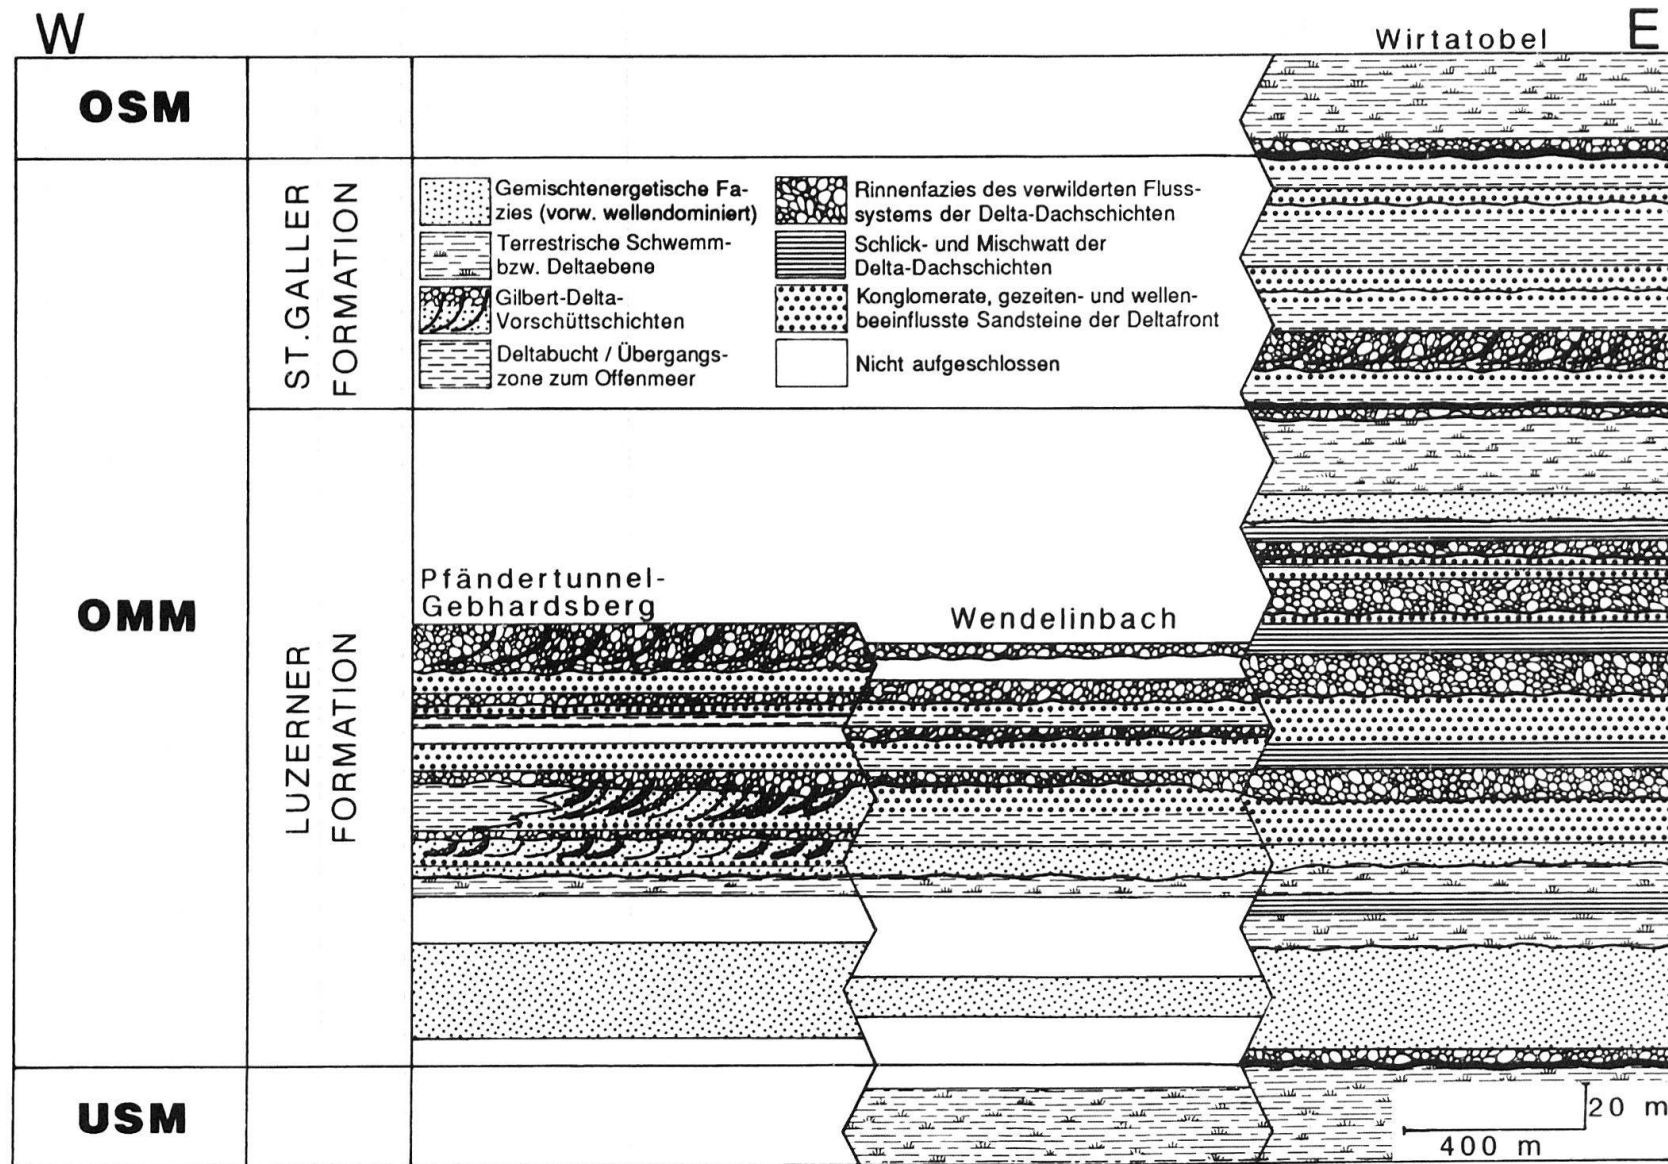 W
Wirtatobel
E
OSM
ST.GALLER
FORMATION
Gemischtenergetische Fa-
zies (vorw. wellendominiert)
Terrestrische Schwemm-
bzw. Deltaebene
Gilbert-Delta-
Vorschüttschichten
Deltabucht / Übergangs-
zone zum Offenmeer
Rinnenfazies des verwilderten Fluss-
systems der Delta-Dachschichten
Schlick- und Mischwatt der
Delta-Dachschichten
Konglomerate, gezeiten- und wellen-
beeinflusste Sandsteine der Deltafront
Nicht aufgeschlossen
OMM
LUZERNER
FORMATION
Pfändertunnel-
Gebhardsberg
Wendelinbach
USM
20 m
400 m